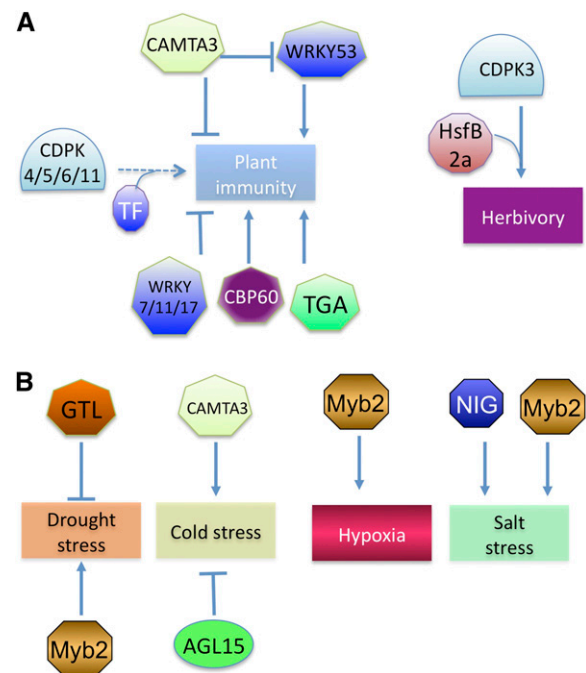 A
CAMTA3
WRKY53
CDPK3
CDPK
4/5/6/11
TF
Plant
immunity
HsfB
2a
Herbivory
WRKY
7/11/17
CBP60
TGA
B
GTL
CAMTA3
Myb2
NIG
Myb2
Drought
stress
Cold stress
Hypoxia
Salt
stress
Myb2
AGL15